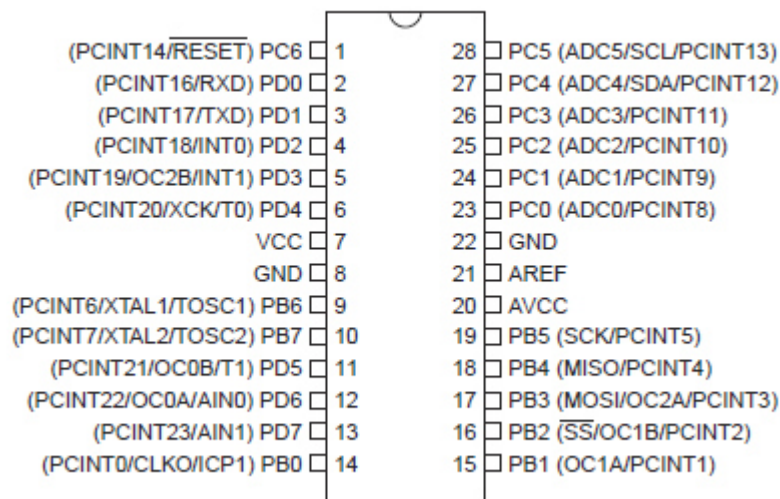 (PCINT14/RESET) PC6 1 28 PC5 (ADC5/SCL/PCINT13)
(PCINT16/RXD) PD0 2 27 PC4 (ADC4/SDA/PCINT12)
(PCINT17/TXD) PD1 3 26 PC3 (ADC3/PCINT11)
(PCINT18/INT0) PD2 4 25 PC2 (ADC2/PCINT10)
(PCINT19/OC2B/INT1) PD3 5 24 PC1 (ADC1/PCINT9)
(PCINT20/XCK/T0) PD4 6 23 PC0 (ADC0/PCINT8)
VCC 7 22 GND
GND 8 21 AREF
(PCINT6/XTAL1/TOSC1) PB6 9 20 AVCC
(PCINT7/XTAL2/TOSC2) PB7 10 19 PB5 (SCK/PCINT5)
(PCINT21/OC0B/T1) PD5 11 18 PB4 (MISO/PCINT4)
(PCINT22/OC0A/AIN0) PD6 12 17 PB3 (MOSI/OC2A/PCINT3)
(PCINT23/AIN1) PD7 13 16 PB2 (SS/OC1B/PCINT2)
(PCINT0/CLKO/ICP1) PB0 14 15 PB1 (OC1A/PCINT1)